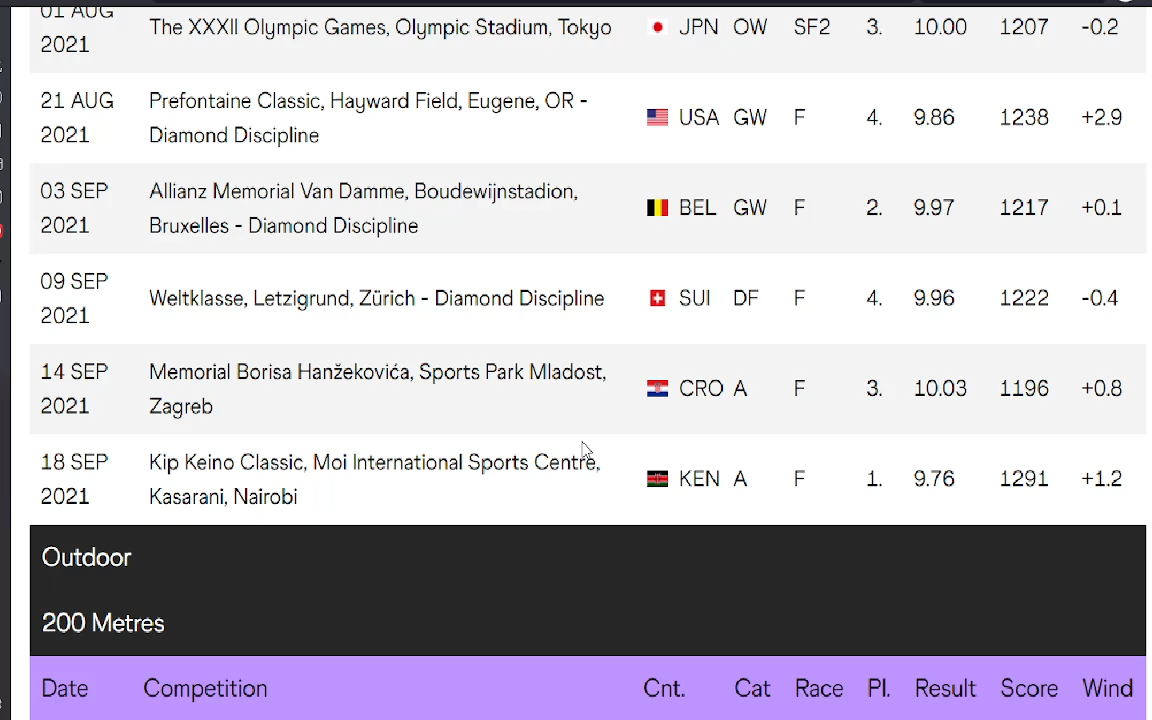 01 AUG
2021
The XXXII Olympic Games, Olympic Stadium, Tokyo JPN OW SF2 3. 10.00 1207 -0.2
21 AUG
2021
Prefontaine Classic, Hayward Field, Eugene, OR -
Diamond Discipline
USA GW F 4. 9.86 1238 +2.9
03 SEP
2021
Allianz Memorial Van Damme, Boudewijnstadion,
Bruxelles - Diamond Discipline
BEL GW F 2. 9.97 1217 +0.1
09 SEP
2021
Weltklasse, Letzigrund, Zürich - Diamond Discipline SUI DF F 4. 9.96 1222 -0.4
14 SEP
2021
Memorial Borisa Hanžekovića, Sports Park Mladost,
Zagreb
CRO A F 3. 10.03 1196 +0.8
18 SEP
2021
Kip Keino Classic, Moi International Sports Centre,
Kasarani, Nairobi
KEN A F 1. 9.76 1291 +1.2
Outdoor
200 Metres
Date Competition Cnt. Cat Race Pl. Result Score Wind